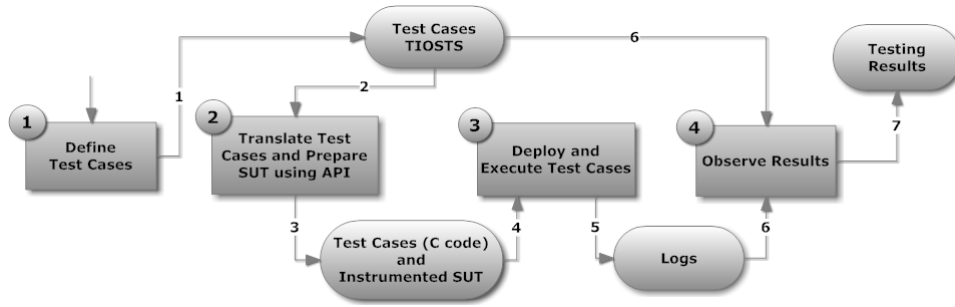 Test Cases
TIOSTS
6
Testing
Results
1
2
7
1
Define
Test Cases
2
Translate Test
Cases and Prepare
SUT using API
3
Deploy and
Execute Test Cases
4
Observe Results
3
4
5
6
Test Cases (C code)
and
Instrumented SUT
Logs